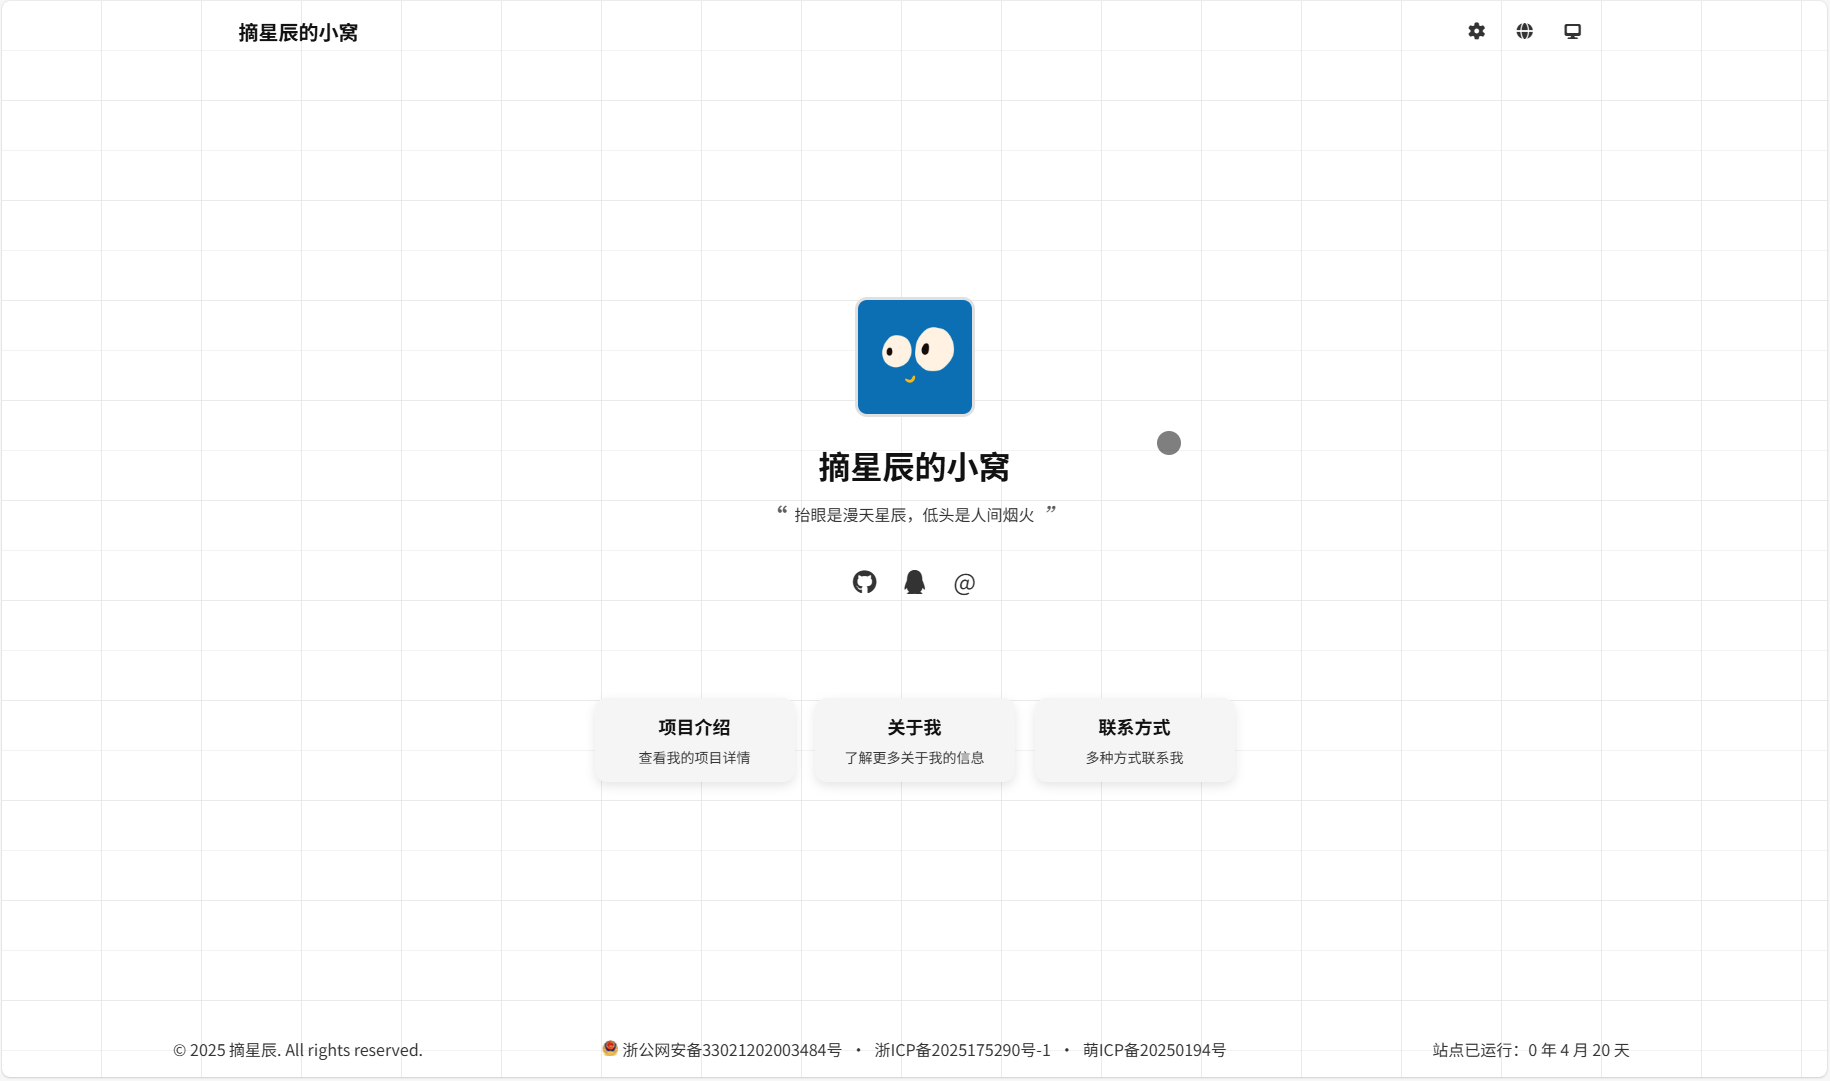 摘星辰的小窝
摘星辰的小窝
“ 抬眼是漫天星辰，低头是人间烟火 ”
@
项目介绍
查看我的项目详情
关于我
了解更多关于我的信息
联系方式
多种方式联系我
© 2025 摘星辰. All rights reserved.
浙公网安备33021202003484号 · 浙ICP备2025175290号-1 · 萌ICP备20250194号
站点已运行：0 年 4 月 20 天